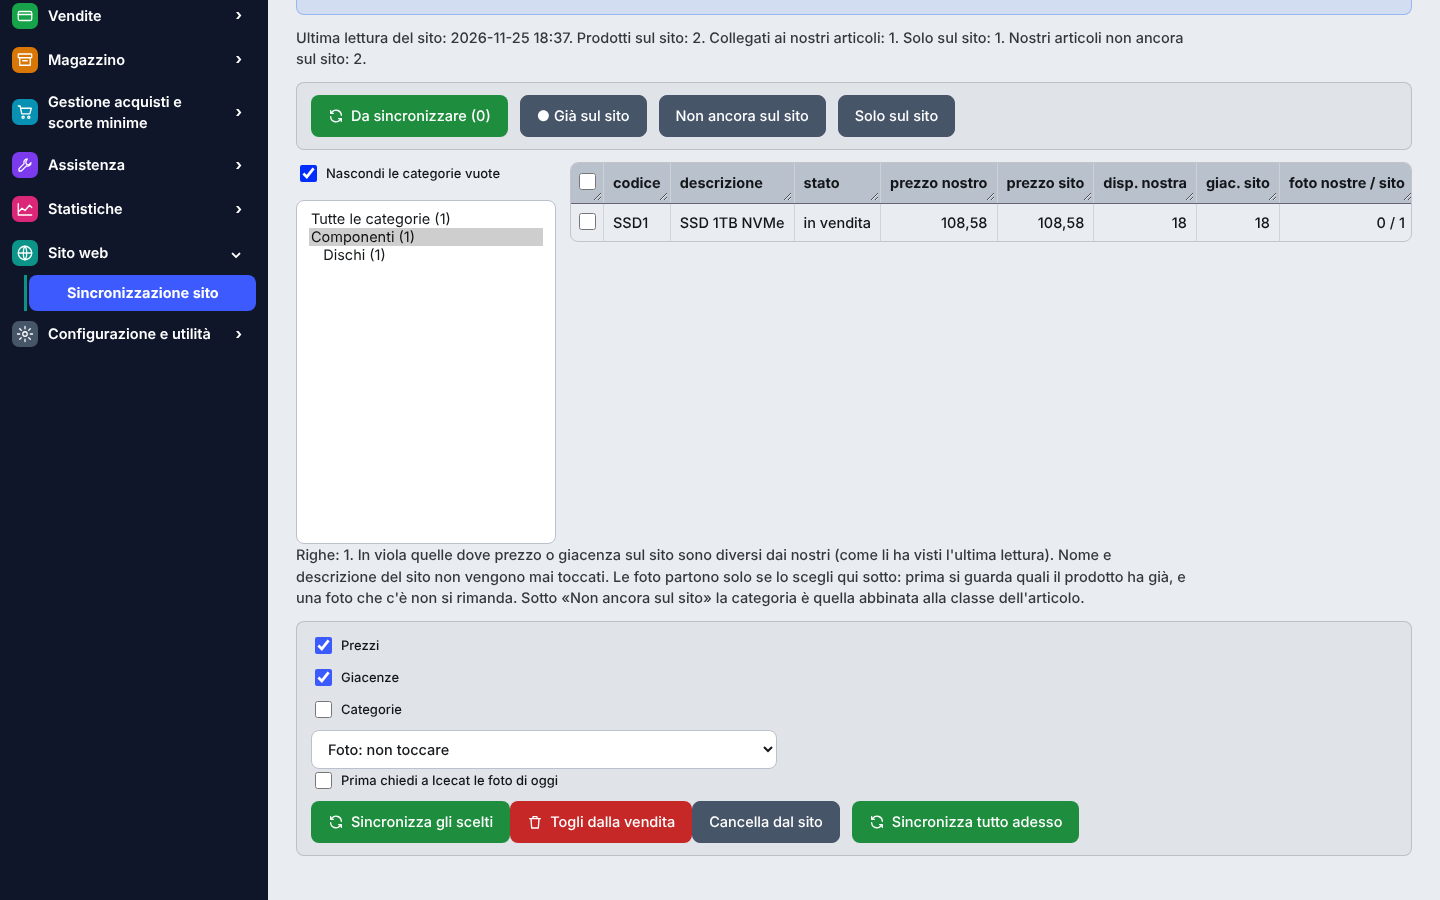 Vendite
Magazzino
Gestione acquisti e
scorte minime
Assistenza
Statistiche
Sito web
Sincronizzazione sito
Configurazione e utilità
Ultima lettura del sito: 2026-11-25 18:37. Prodotti sul sito: 2. Collegati ai nostri articoli: 1. Solo sul sito: 1. Nostri articoli non ancora
sul sito: 2.
Da sincronizzare (0)
Già sul sito
Non ancora sul sito
Solo sul sito
Nascondi le categorie vuote
Tutte le categorie (1)
Componenti (1)
Dischi (1)
codice descrizione stato prezzo nostro prezzo sito disp. nostra giac. sito foto nostre / sito
SSD1 SSD 1TB NVMe in vendita 108,58 108,58 18 18 0 / 1
Righe: 1. In viola quelle dove prezzo o giacenza sul sito sono diversi dai nostri (come li ha visti l'ultima lettura). Nome e
descrizione del sito non vengono mai toccati. Le foto partono solo se lo scegli qui sotto: prima si guarda quali il prodotto ha già, e
una foto che c'è non si rimanda. Sotto «Non ancora sul sito» la categoria è quella abbinata alla classe dell'articolo.
Prezzi
Giacenze
Categorie
Foto: non toccare
Prima chiedi a Icecat le foto di oggi
Sincronizza gli scelti
Togli dalla vendita
Cancella dal sito
Sincronizza tutto adesso